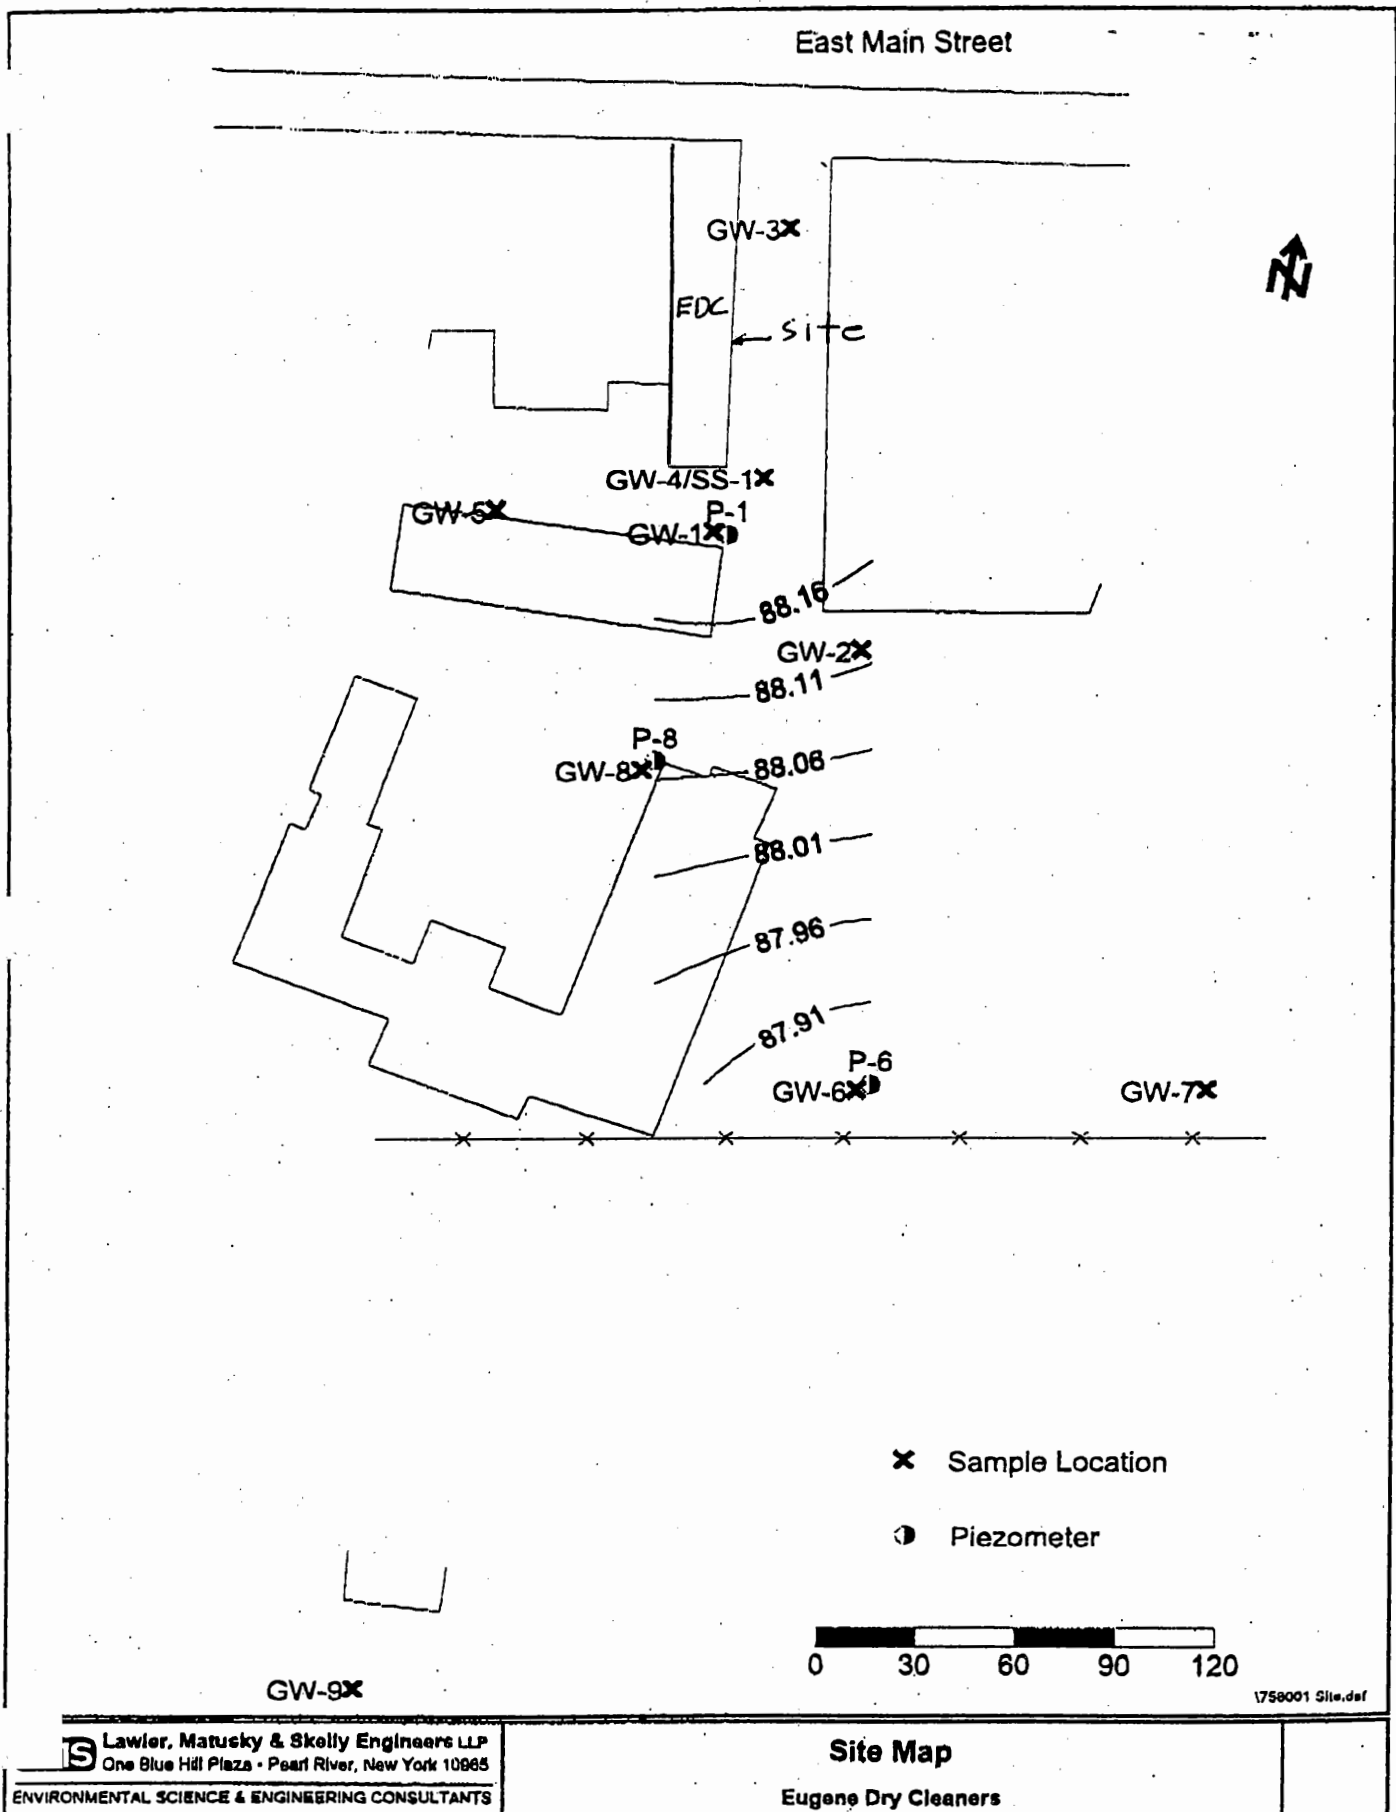 East Main Street
GW-3
N
EDC
site
GW-4/SS-1
GW-5
P-1
GW-1
88.16
GW-2
88.11
P-8
GW-8
88.06
88.01
87.96
87.91
P-6
GW-6
GW-7
Sample Location
Piezometer
0 30 60 90 120
GW-9
\758001 Site.dsf
Lawler, Matusky & Skelly Engineers LLP
One Blue Hill Plaza • Pearl River, New York 10965
ENVIRONMENTAL SCIENCE & ENGINEERING CONSULTANTS
Site Map
Eugene Dry Cleaners